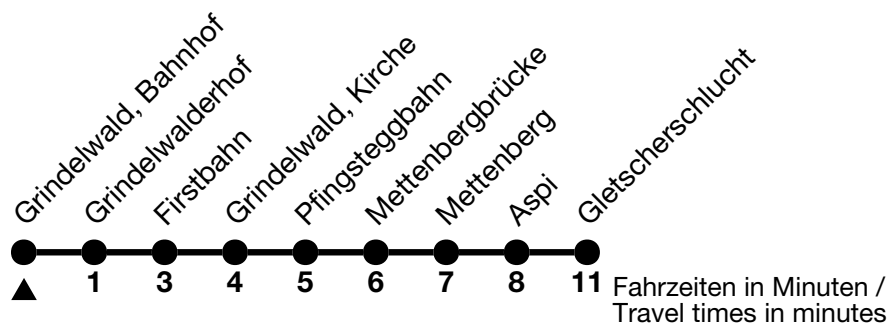 Grindelwald, Bahnhof
Grindelwalderhof
Firstbahn
Grindelwald, Kirche
Pfingsteggbahn
Mettenbergbrücke
Mettenberg
Aspi
Gletscherschlucht
1 3 4 5 6 7 8 11 Fahrzeiten in Minuten /
Travel times in minutes